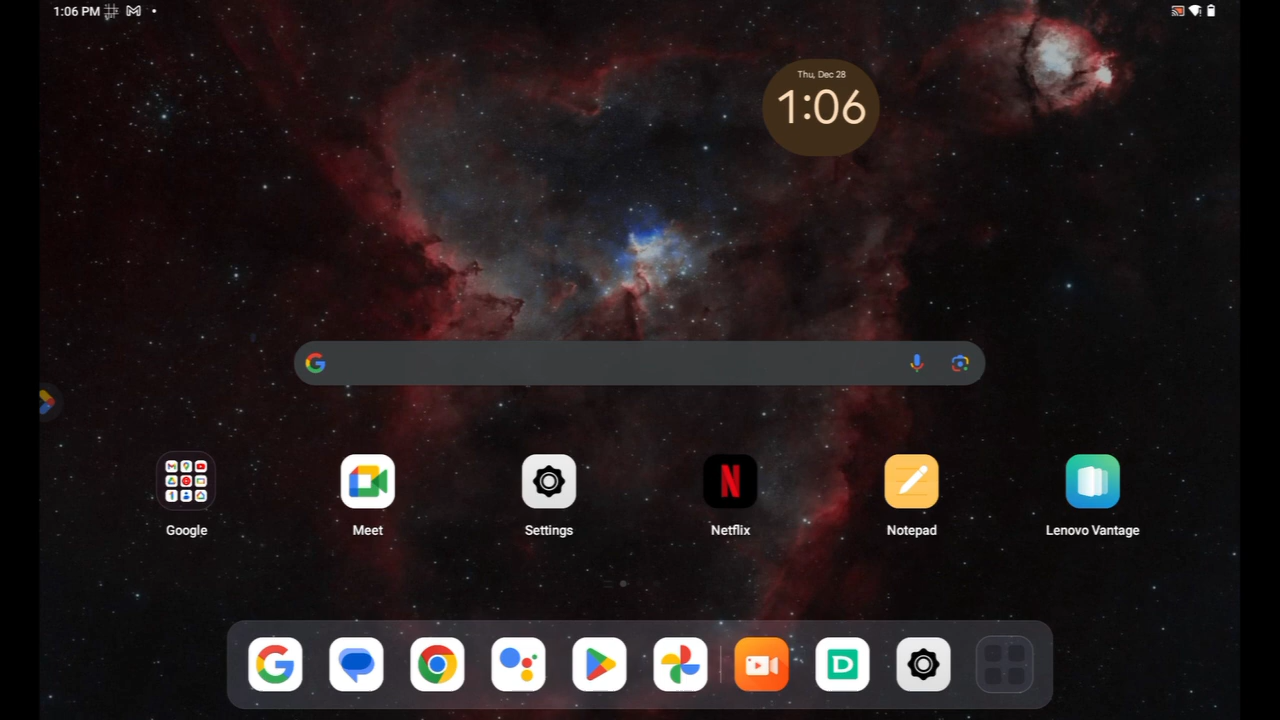 1:06 PM
Thu, Dec 28
1:06
Google
Meet
Settings
Netflix
Notepad
Lenovo Vantage